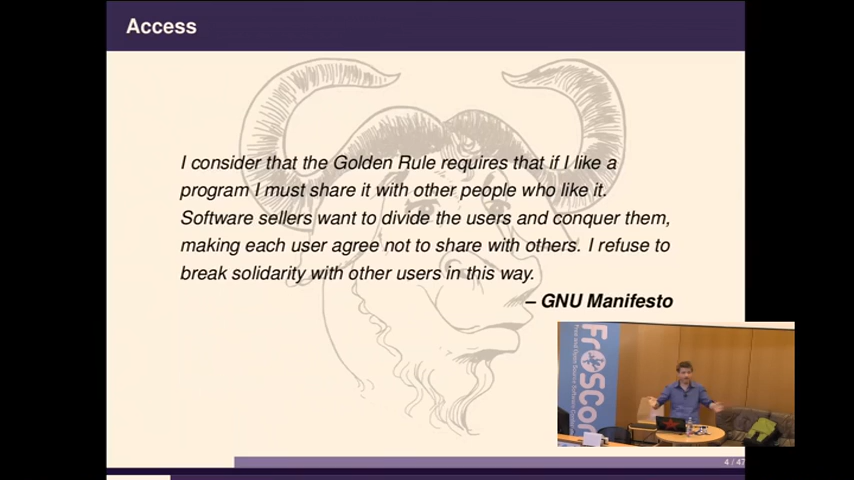 Access
I consider that the Golden Rule requires that if I like a
program I must share it with other people who like it.
Software sellers want to divide the users and conquer them,
making each user agree not to share with others. I refuse to
break solidarity with other users in this way.
– GNU Manifesto
FrOSCon
4 / 47